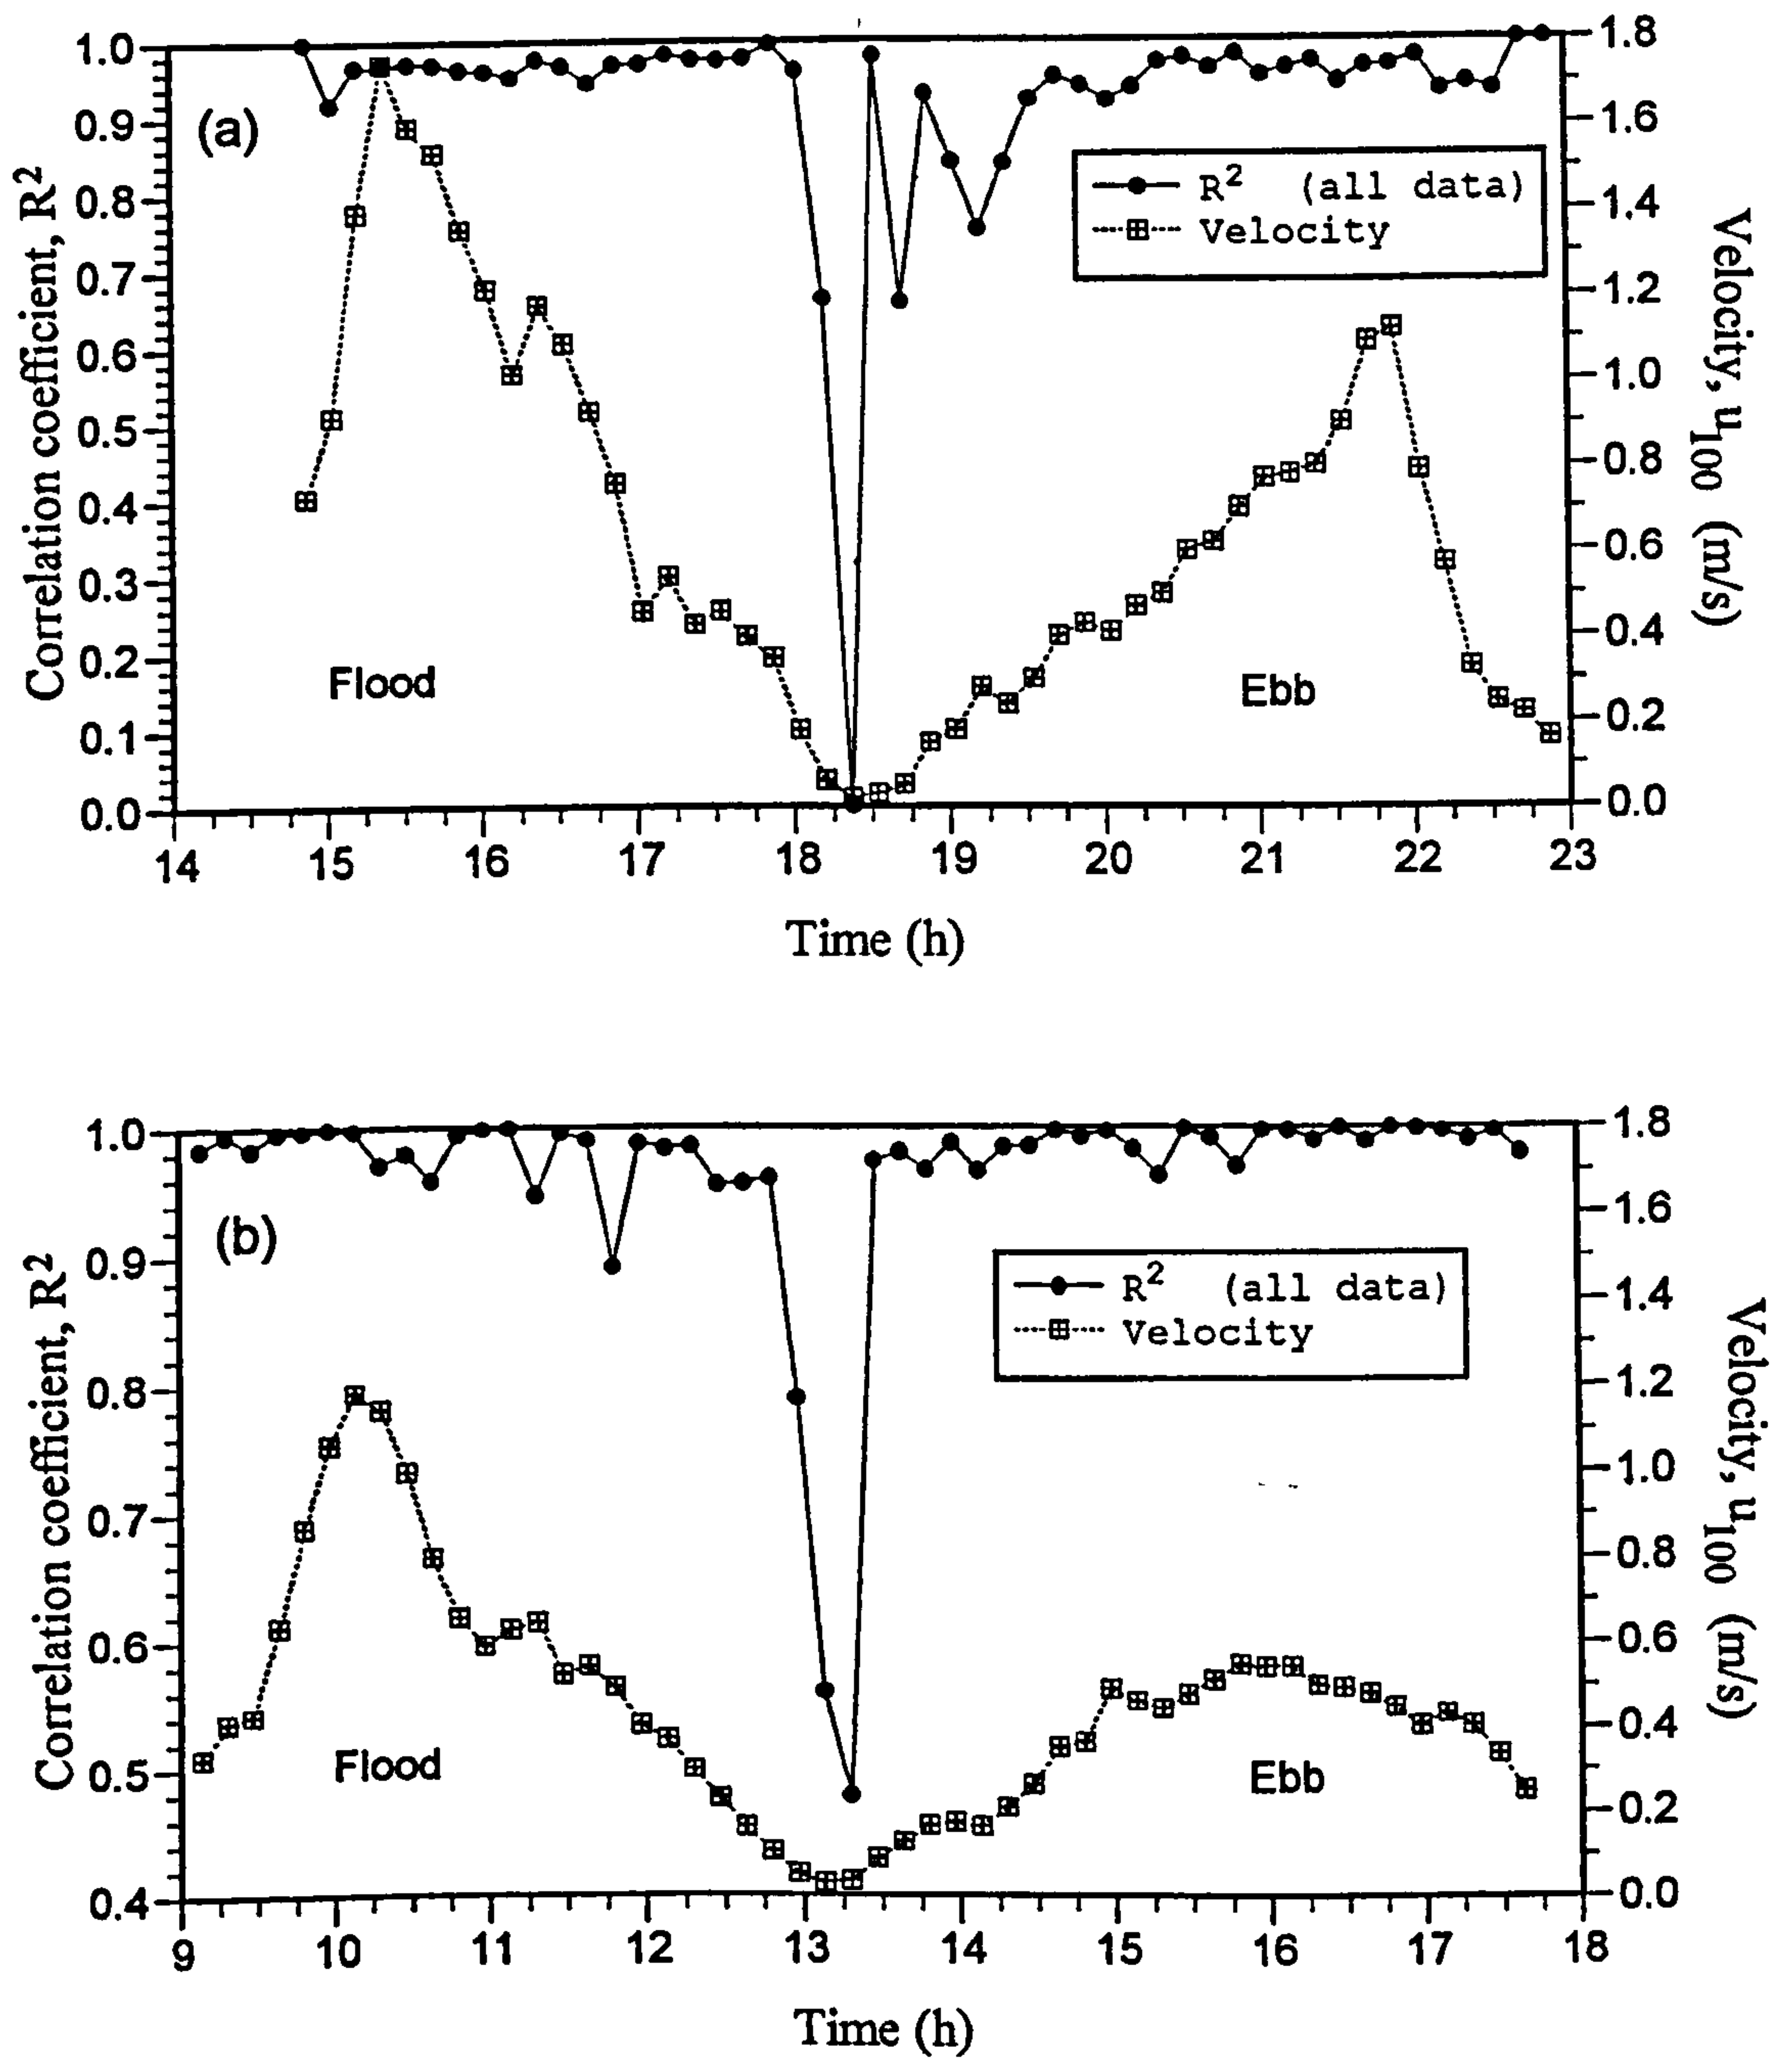 (a)
Correlation coefficient, R²
1.0
0.9
0.8
0.7
0.6
0.5
0.4
0.3
0.2
0.1
0.0
R² (all data)
Velocity
Flood
Ebb
1.8
1.6
1.4
1.2
1.0
0.8
0.6
0.4
0.2
0.0
Velocity, u100 (m/s)
14 15 16 17 18 19 20 21 22 23
Time (h)
(b)
Correlation coefficient, R²
1.0
0.9
0.8
0.7
0.6
0.5
0.4
R² (all data)
Velocity
Flood
Ebb
1.8
1.6
1.4
1.2
1.0
0.8
0.6
0.4
0.2
0.0
Velocity, u100 (m/s)
9 10 11 12 13 14 15 16 17 18
Time (h)